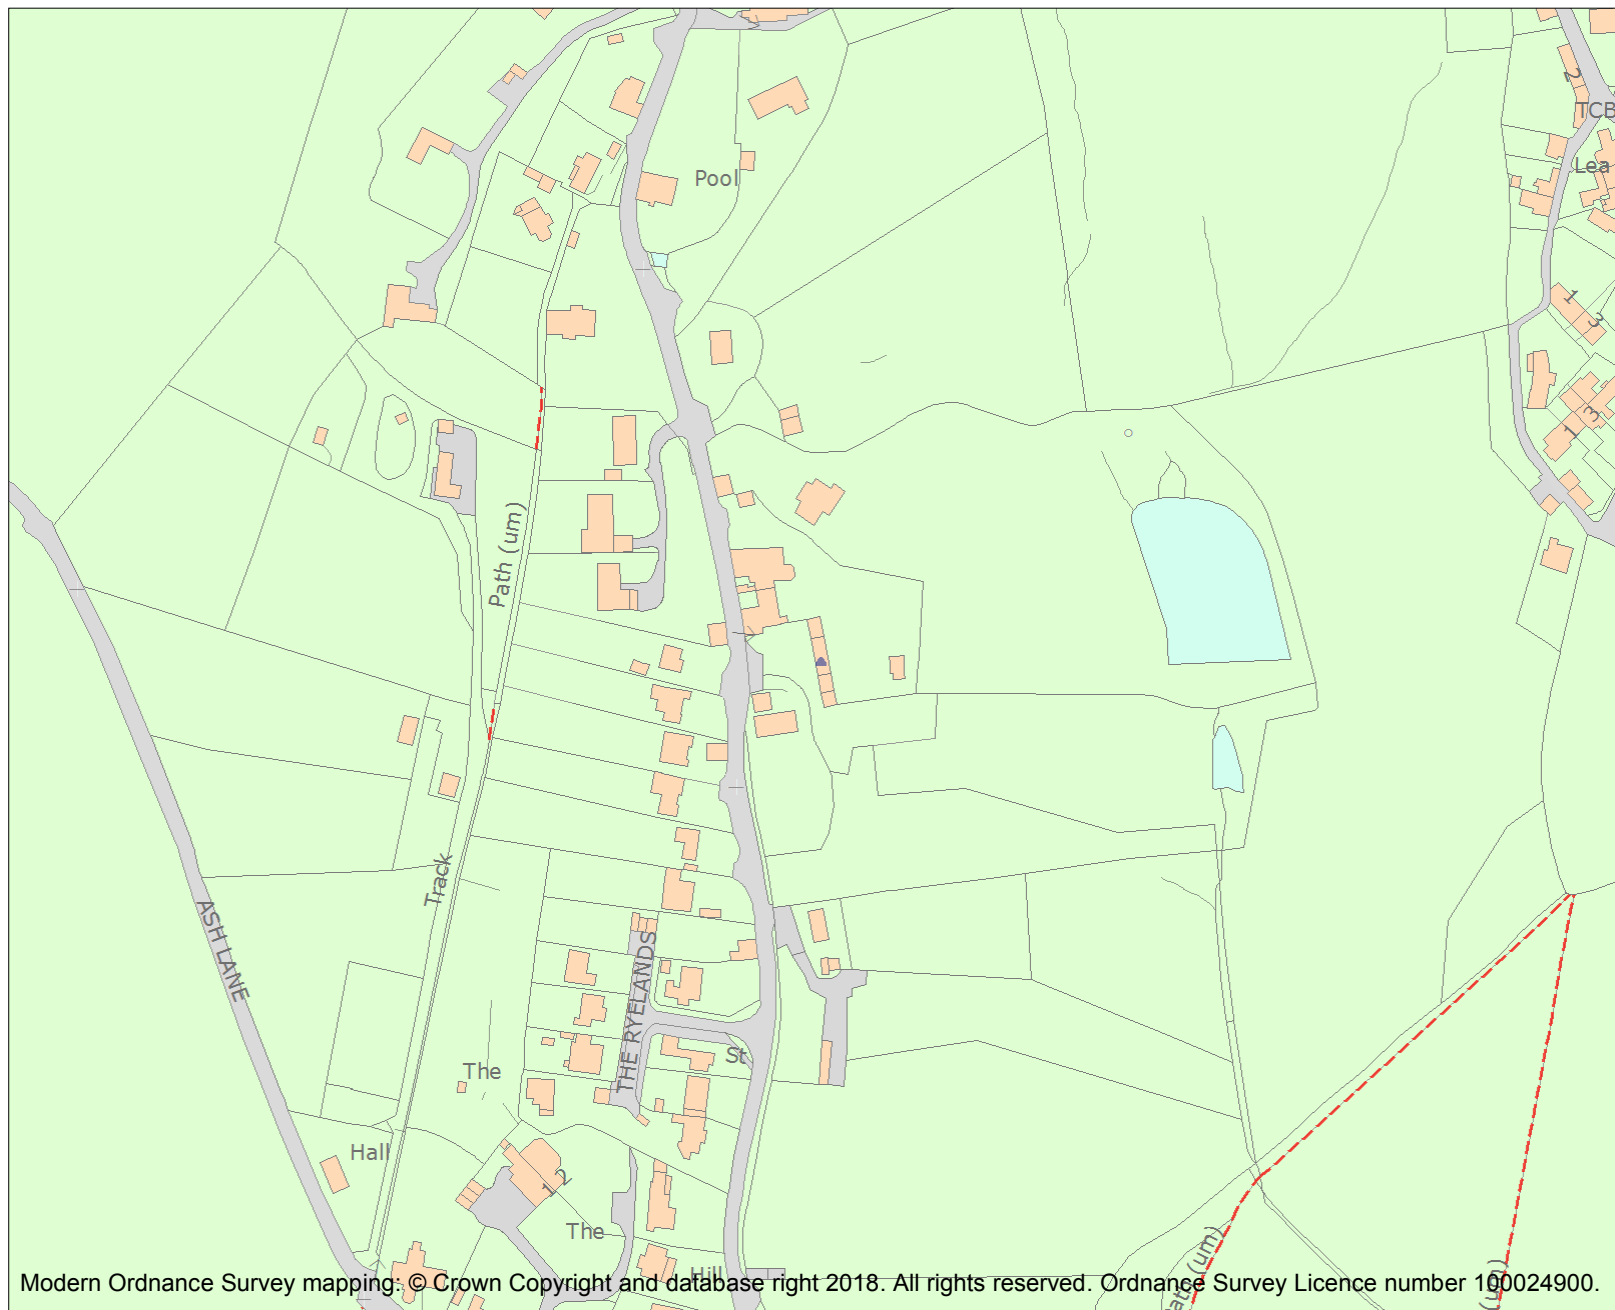 2
TCB
Lea
Pool
1
3
3
1
Path (um)
Track
ASH LANE
THE RYELANDS
St
The
Hall
1 2
The
Path (um)
(um)
Hill
Modern Ordnance Survey mapping: © Crown Copyright and database right 2018. All rights reserved. Ordnance Survey Licence number 100024900.